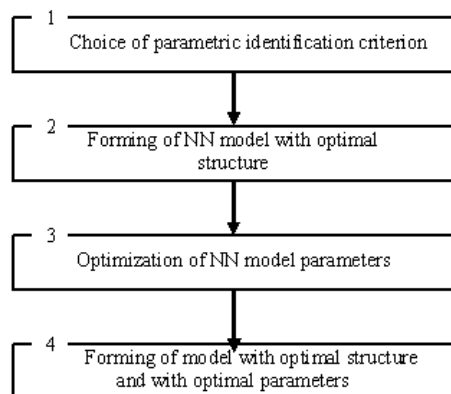 1
Choice of parametric identification criterion
2
Forming of NN model with optimal
structure
3
Optimization of NN model parameters
4
Forming of model with optimal structure
and with optimal parameters